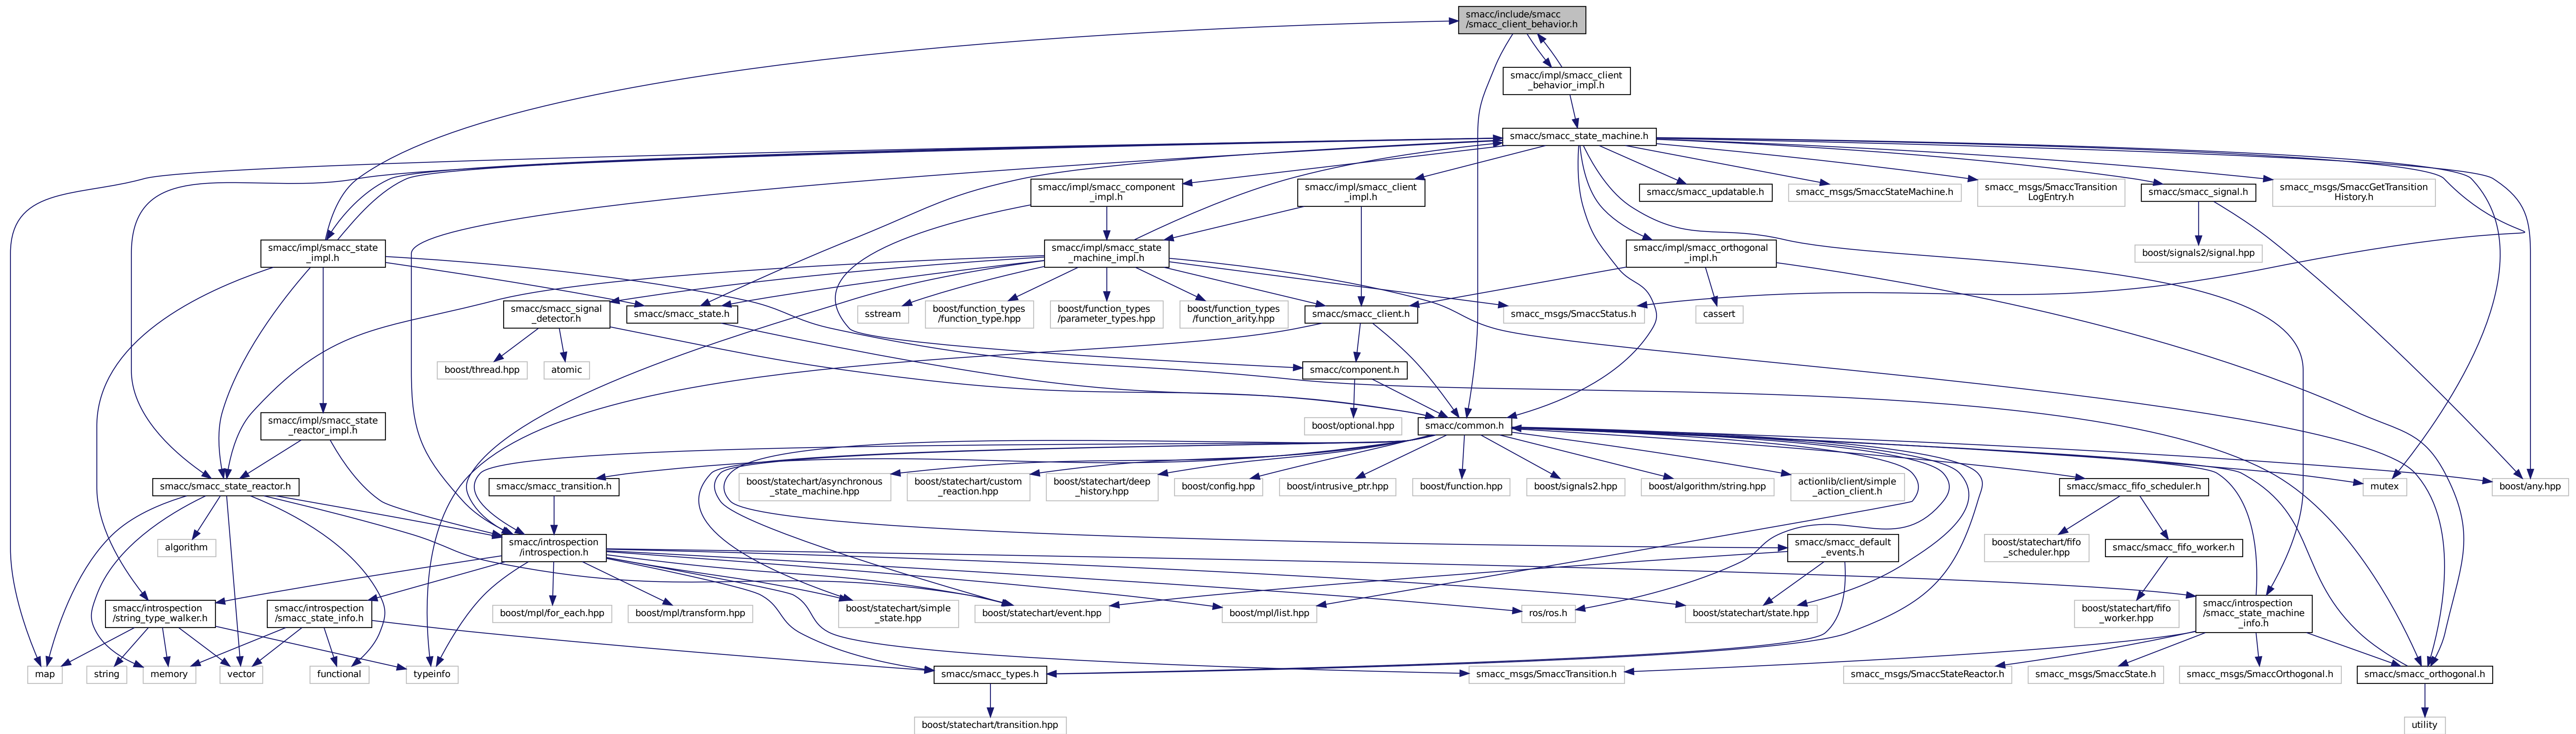 smacc/include/smacc
/smacc_client_behavior.h
smacc/impl/smacc_client
_behavior_impl.h
smacc/smacc_state_machine.h
smacc/impl/smacc_component
_impl.h
smacc/impl/smacc_client
_impl.h
smacc/smacc_updatable.h
smacc_msgs/SmaccStateMachine.h
smacc_msgs/SmaccTransition
LogEntry.h
smacc/smacc_signal.h
smacc_msgs/SmaccGetTransition
History.h
smacc/impl/smacc_state
_impl.h
smacc/impl/smacc_state
_machine_impl.h
smacc/impl/smacc_orthogonal
_impl.h
boost/signals2/signal.hpp
smacc/smacc_signal
_detector.h
smacc/smacc_state.h
sstream
boost/function_types
/function_type.hpp
boost/function_types
/parameter_types.hpp
boost/function_types
/function_arity.hpp
smacc/smacc_client.h
smacc_msgs/SmaccStatus.h
cassert
boost/thread.hpp
atomic
smacc/component.h
smacc/impl/smacc_state
_reactor_impl.h
boost/optional.hpp
smacc/common.h
smacc/smacc_state_reactor.h
smacc/smacc_transition.h
boost/statechart/asynchronous
_state_machine.hpp
boost/statechart/custom
_reaction.hpp
boost/statechart/deep
_history.hpp
boost/config.hpp
boost/intrusive_ptr.hpp
boost/function.hpp
boost/signals2.hpp
boost/algorithm/string.hpp
actionlib/client/simple
_action_client.h
smacc/smacc_fifo_scheduler.h
mutex
boost/any.hpp
algorithm
smacc/introspection
/introspection.h
smacc/smacc_default
_events.h
boost/statechart/fifo
_scheduler.hpp
smacc/smacc_fifo_worker.h
smacc/introspection
/string_type_walker.h
smacc/introspection
/smacc_state_info.h
boost/mpl/for_each.hpp
boost/mpl/transform.hpp
boost/statechart/simple
_state.hpp
boost/statechart/event.hpp
boost/mpl/list.hpp
ros/ros.h
boost/statechart/state.hpp
boost/statechart/fifo
_worker.hpp
smacc/introspection
/smacc_state_machine
_info.h
map
string
memory
vector
functional
typeinfo
smacc/smacc_types.h
smacc_msgs/SmaccTransition.h
smacc_msgs/SmaccStateReactor.h
smacc_msgs/SmaccState.h
smacc_msgs/SmaccOrthogonal.h
smacc/smacc_orthogonal.h
boost/statechart/transition.hpp
utility